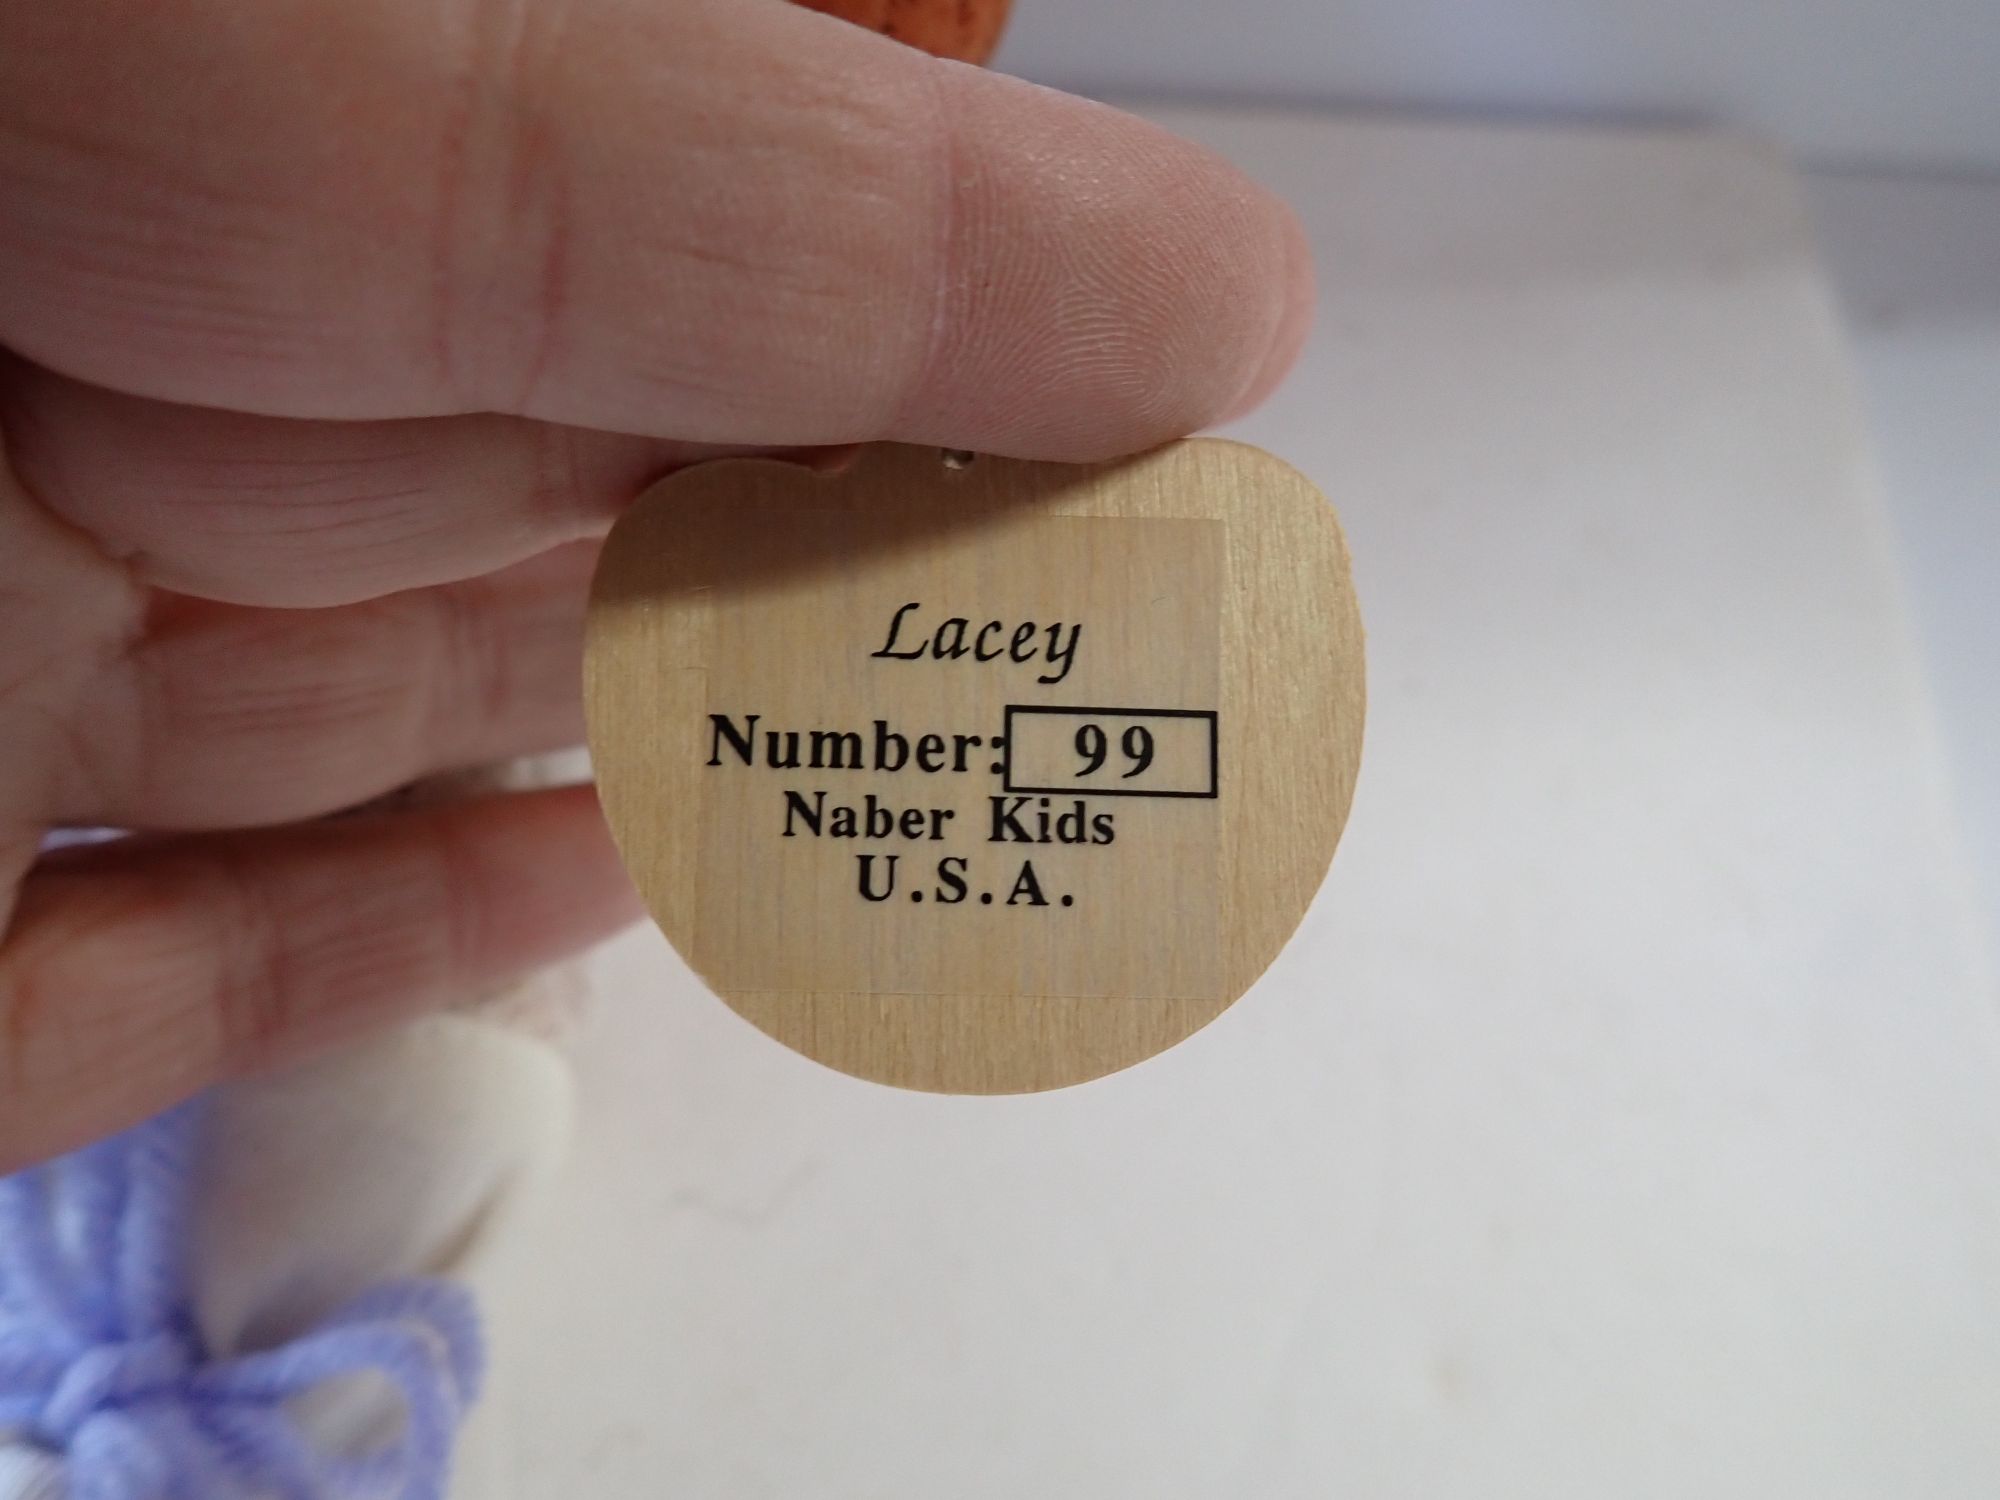 Lacey
Number: 99
Naber Kids
U.S.A.